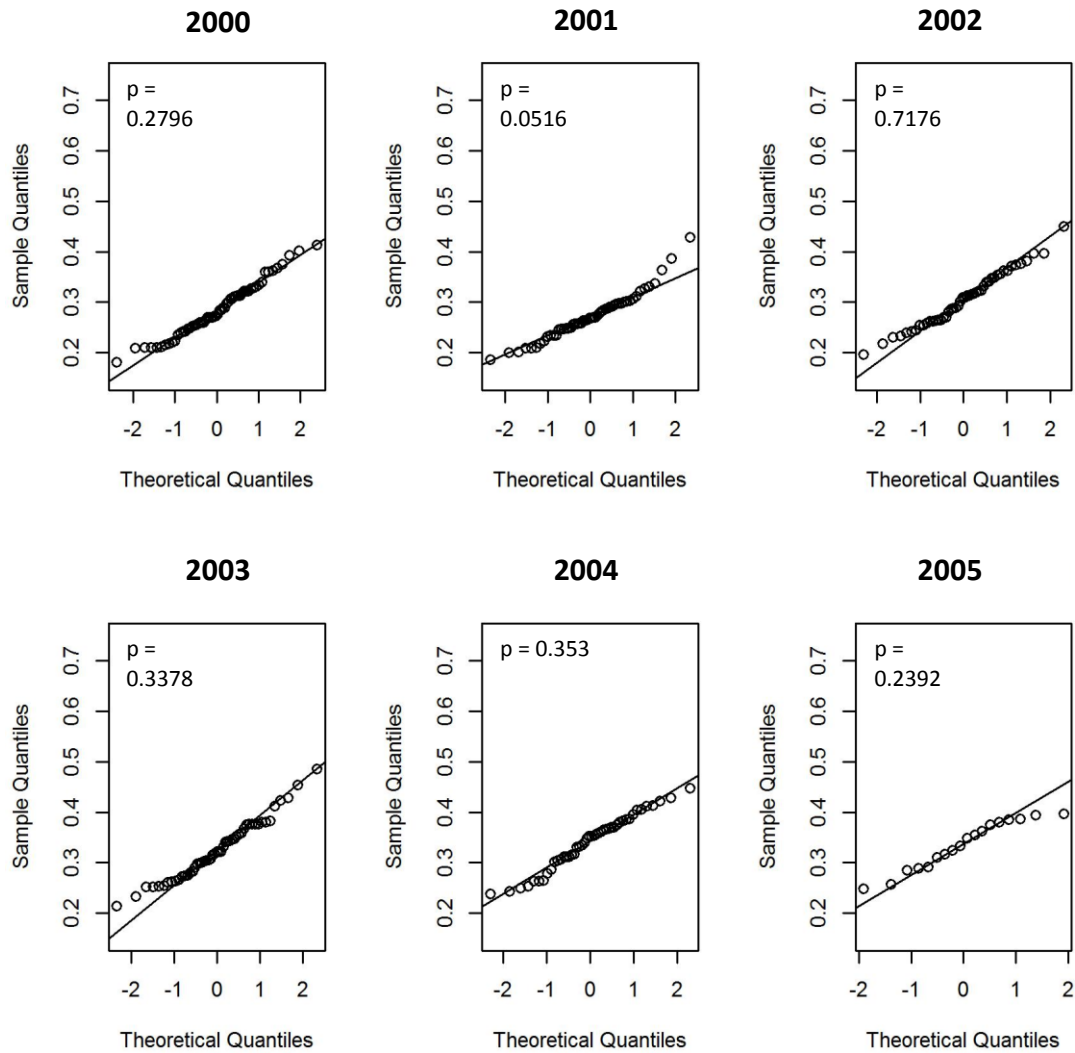 2000
2001
2002
p =
0.2796
p =
0.0516
p =
0.7176
Sample Quantiles
0.7
0.6
0.5
0.4
0.3
0.2
Sample Quantiles
0.7
0.6
0.5
0.4
0.3
0.2
Sample Quantiles
0.7
0.6
0.5
0.4
0.3
0.2
-2 -1 0 1 2
-2 -1 0 1 2
-2 -1 0 1 2
Theoretical Quantiles
Theoretical Quantiles
Theoretical Quantiles
2003
2004
2005
p =
0.3378
p = 0.353
p =
0.2392
Sample Quantiles
0.7
0.6
0.5
0.4
0.3
0.2
Sample Quantiles
0.7
0.6
0.5
0.4
0.3
0.2
Sample Quantiles
0.7
0.6
0.5
0.4
0.3
0.2
-2 -1 0 1 2
-2 -1 0 1 2
-2 -1 0 1 2
Theoretical Quantiles
Theoretical Quantiles
Theoretical Quantiles